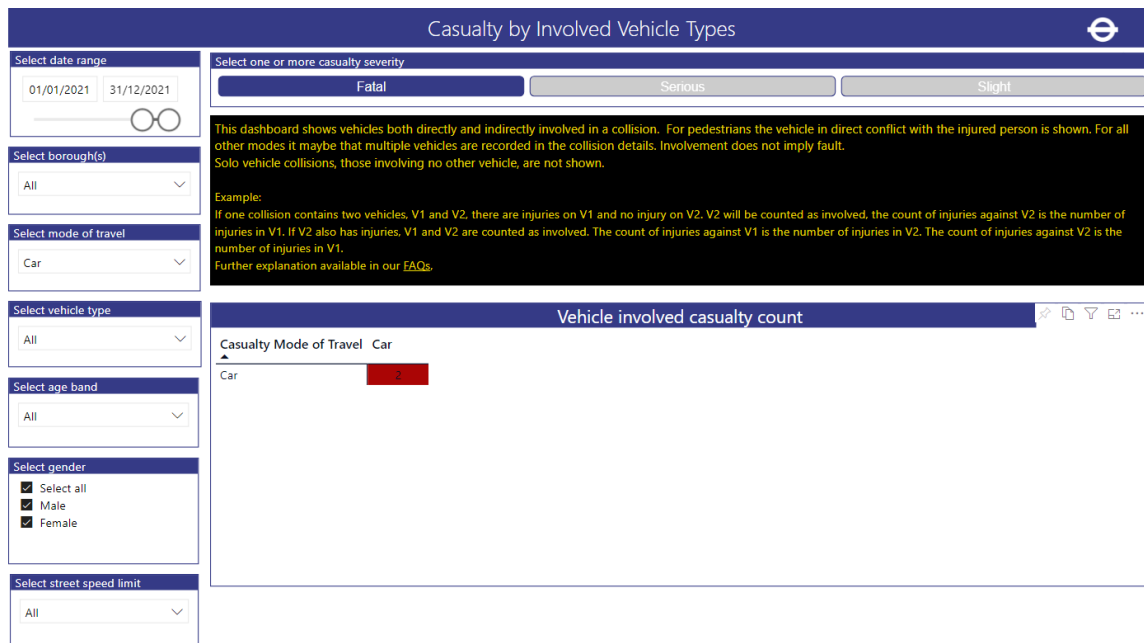 Casualty by Involved Vehicle Types
Select date range
01/01/2021 31/12/2021
Select borough(s)
All
Select mode of travel
Car
Select vehicle type
All
Select age band
All
Select gender
Select all
Male
Female
Select street speed limit
All
Select one or more casualty severity
Fatal Serious Slight
This dashboard shows vehicles both directly and indirectly involved in a collision. For pedestrians the vehicle in direct conflict with the injured person is shown. For all
other modes it maybe that multiple vehicles are recorded in the collision details. Involvement does not imply fault.
Solo vehicle collisions, those involving no other vehicle, are not shown.
Example:
If one collision contains two vehicles, V1 and V2, there are injuries on V1 and no injury on V2. V2 will be counted as involved, the count of injuries against V2 is the number of
injuries in V1. If V2 also has injuries, V1 and V2 are counted as involved. The count of injuries against V1 is the number of injuries in V2. The count of injuries against V2 is the
number of injuries in V1.
Further explanation available in our FAQs.
Vehicle involved casualty count
Casualty Mode of Travel Car
Car 2